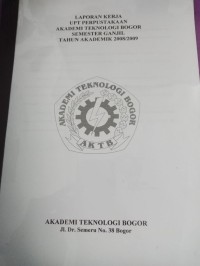 LAPORAN KERJA
UPT PERPUSTAKAAN
AKADEMI TEKNOLOGI BOGOR
SEMESTER GANJIL
TAHUN AKADEMIK 2008/2009
AKADEMI TEKNOLOGI BOGOR
A K T B
AKADEMI TEKNOLOGI BOGOR
Jl. Dr. Semeru No. 38 Bogor